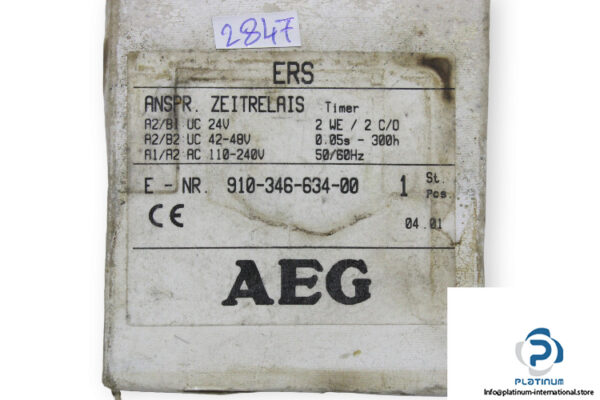 2847
ERS
ANSPR. ZEITRELAIS Timer
A2/B1 UC 24V 2 WE / 2 C/O
A2/B2 UC 42-48V 0.05s - 300h
A1/A2 AC 110-240V 50/60Hz
E - NR. 910-346-634-00 1 St. Pos.
CE 04.01
AEG
PLATINUM
Info@platinum-international.store